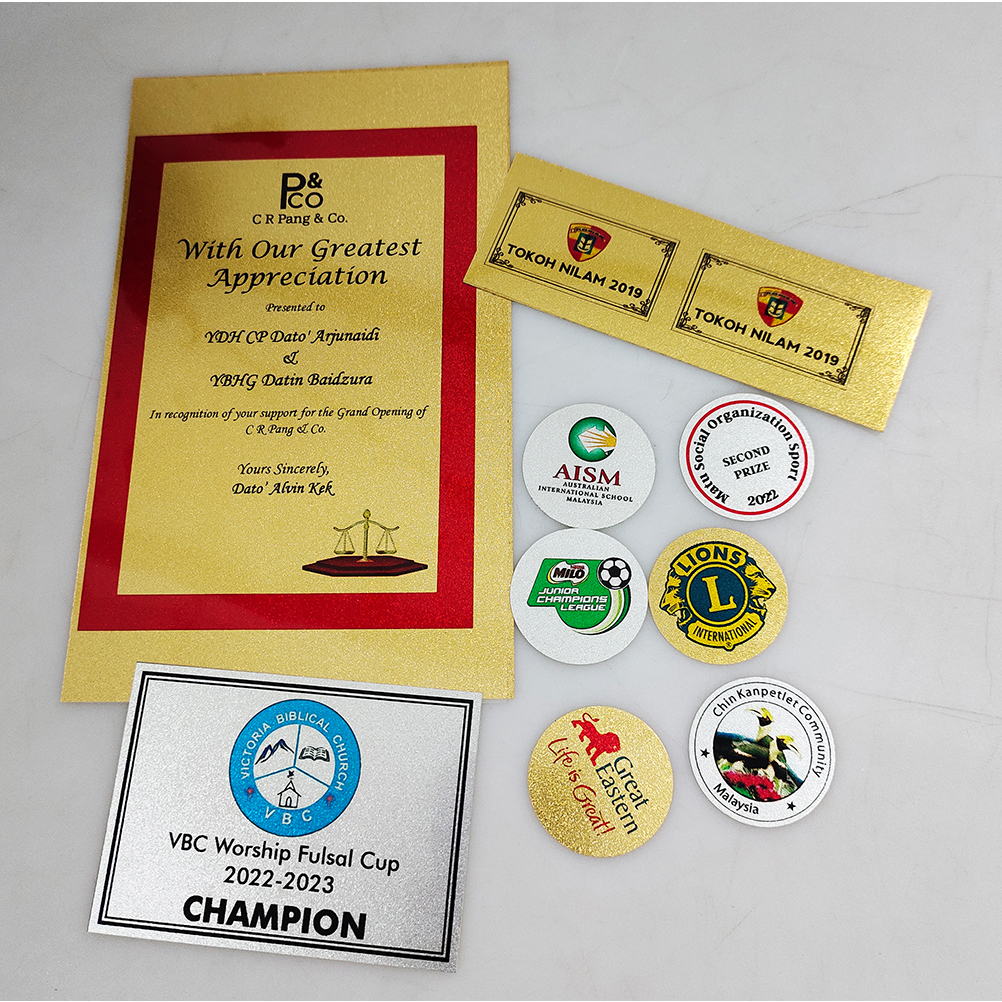 P&CO
C R Pang & Co.
With Our Greatest
Appreciation
Presented to
YDH CP Dato' Arjunaidi
&
YBHG Datin Baidzura
In recognition of your support for the Grand Opening of
C R Pang & Co.
Yours Sincerely,
Dato' Alvin Kek
TOKOH NILAM 2019
TOKOH NILAM 2019
AISM
AUSTRALIAN
INTERNATIONAL SCHOOL
MALAYSIA
Matu Social Organization Sport
SECOND
PRIZE
2022
MILO
JUNIOR
CHAMPIONS
LEAGUE
LIONS
L
INTERNATIONAL
®
Great
Eastern
Life is Great!
Chin Kanpetlet Community
Malaysia
VICTORIA BIBLICAL CHURCH
VBC
VBC Worship Fulsal Cup
2022-2023
CHAMPION